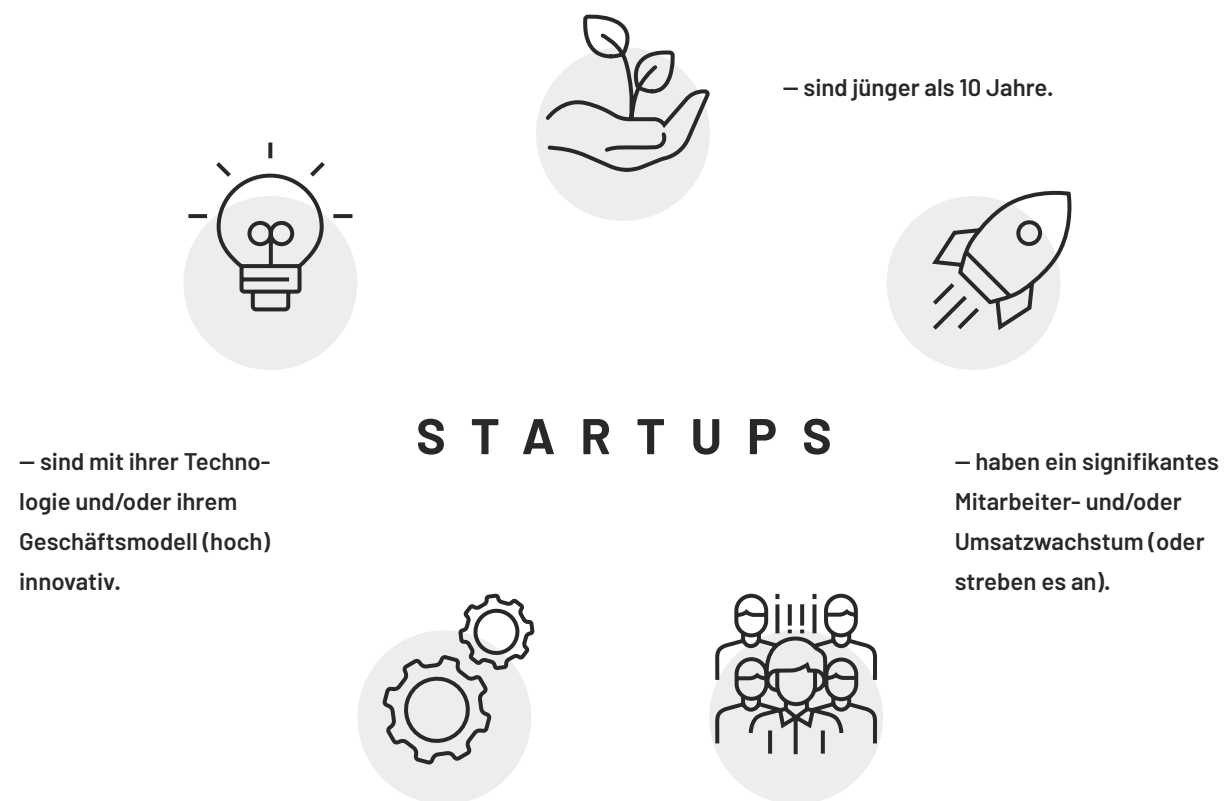 – sind jünger als 10 Jahre.
STARTUPS
– sind mit ihrer Techno-
logie und/oder ihrem
Geschäftsmodell (hoch)
innovativ.
– haben ein signifikantes
Mitarbeiter- und/oder
Umsatzwachstum (oder
streben es an).